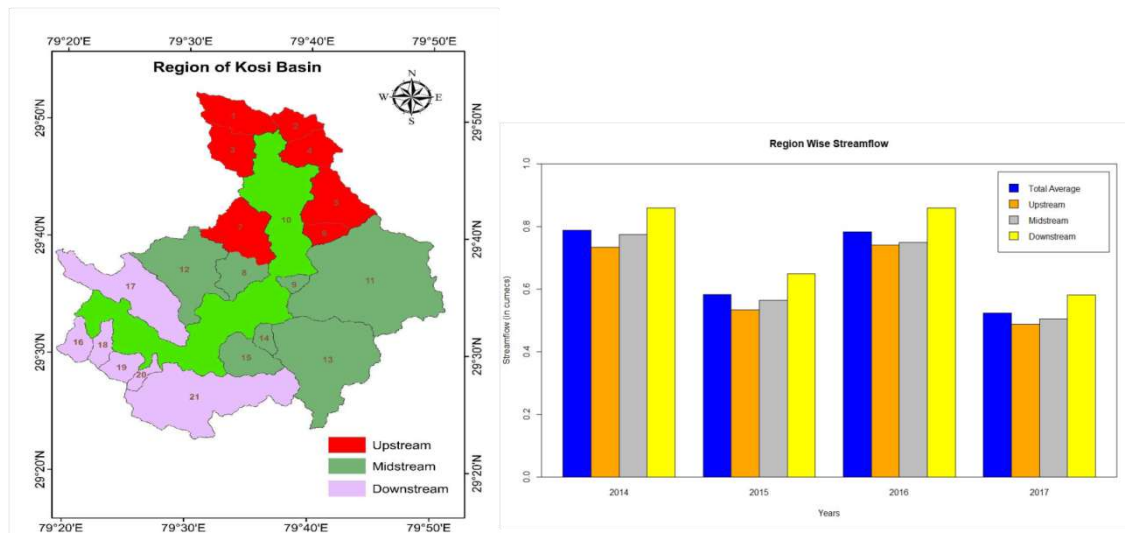 79°20'E 79°30'E 79°40'E 79°50'E
Region of Kosi Basin
N
W E
S
29°50'N 29°50'N
1
2
3
4
5
6
7
10
29°40'N 29°40'N
12
8
9
11
17
14
16
18
15
13
29°30'N 29°30'N
19
20
21
Upstream
Midstream
Downstream
29°20'N 29°20'N
79°20'E 79°30'E 79°40'E 79°50'E
Region Wise Streamflow
Total Average
Upstream
Midstream
Downstream
Streamflow (in cumecs)
1.0
0.8
0.6
0.4
0.2
0.0
2014 2015 2016 2017
Years